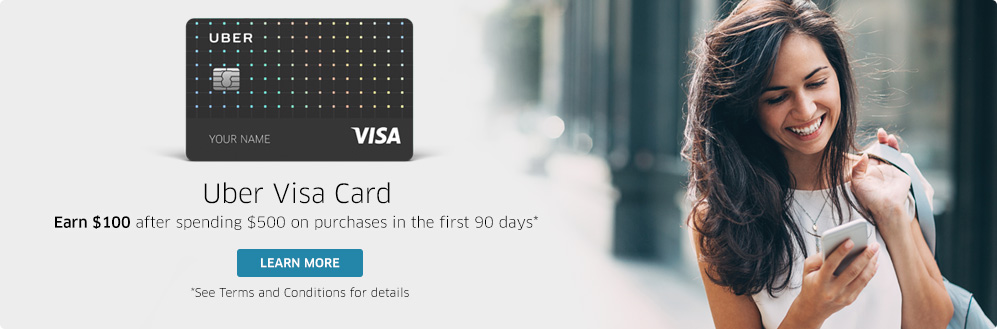 UBER
YOUR NAME
VISA
Uber Visa Card
Earn $100 after spending $500 on purchases in the first 90 days*
LEARN MORE
*See Terms and Conditions for details